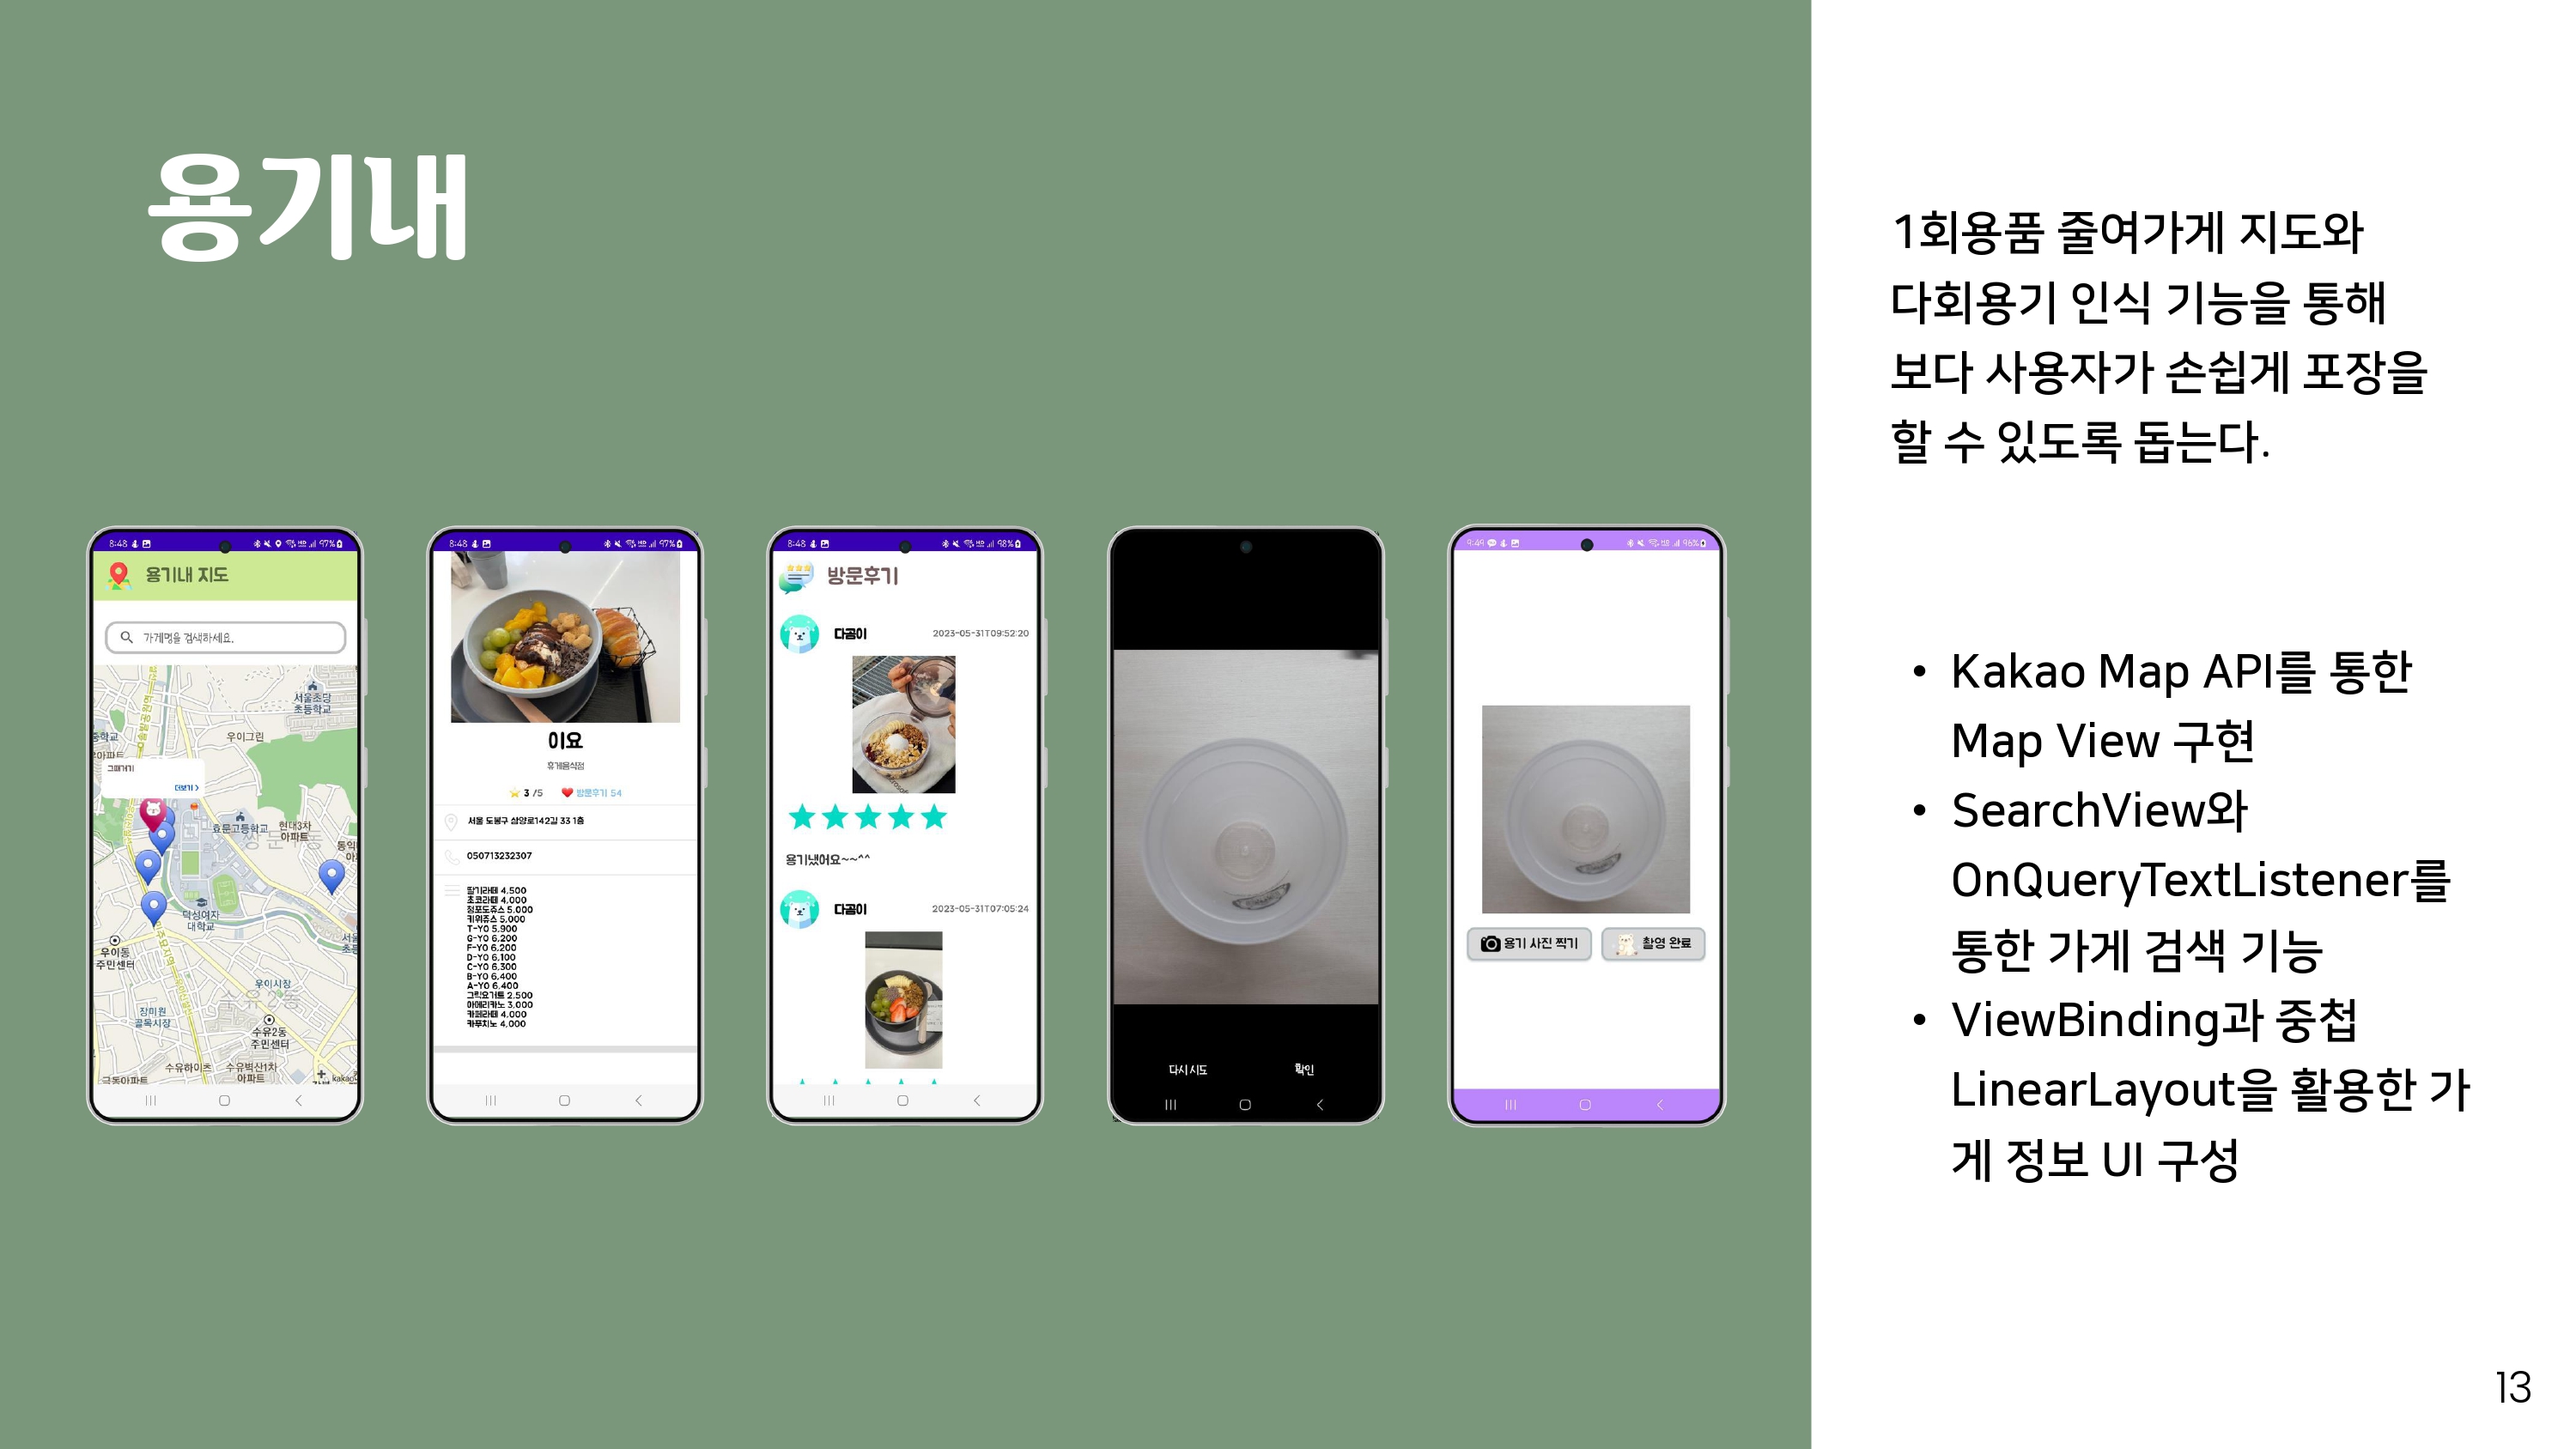 용기내
1회용품 줄여가게 지도와
다회용기 인식 기능을 통해
보다 사용자가 손쉽게 포장을
할 수 있도록 돕는다.
• Kakao Map API를 통한
Map View 구현
• SearchView와
OnQueryTextListener를
통한 가게 검색 기능
• ViewBinding과 중첩
LinearLayout을 활용한 가
게 정보 UI 구성
8:48
97%
용기내 지도
가게명을 검색하세요.
서울초당
초등학교
우이그린
그때거기
더보기 >
효문고등학교
현대3차
아파트
덕성여자
대학교
우이동
주민센터
우이시장
수유2동
장미원
골목시장
수유2동
주민센터
수유하이츠
수유벽산1차
아파트
극동아파트
kakao
8:48
97%
이요
휴게음식점
3 /5
방문후기 54
서울 도봉구 삼양로142길 33 1층
050713232307
딸기라떼 4,500
초코라떼 4,000
청포도쥬스 5,000
키위쥬스 5,000
T-YO 5,900
G-YO 6,200
F-YO 6,200
D-YO 6,100
C-YO 6,300
B-YO 6,400
A-YO 6,400
그릭요거트 2,500
아메리카노 3,000
카페라떼 4,000
카푸치노 4,000
8:48
98%
방문후기
다곰이
2023-05-31T09:52:20
용기냈어요~~^^
다곰이
2023-05-31T07:05:24
다시 시도
확인
9:49
96%
용기 사진 찍기
촬영 완료
13